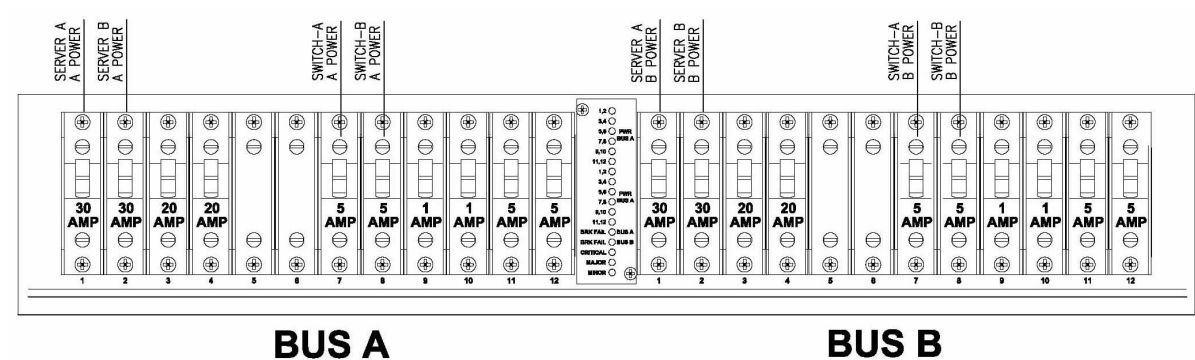 SERVER A
A POWER
SERVER B
A POWER
SWITCH-A
A POWER
SWITCH-B
A POWER
SERVER A
B POWER
SERVER B
B POWER
SWITCH-A
B POWER
SWITCH-B
B POWER
30 AMP
30 AMP
20 AMP
20 AMP
5 AMP
5 AMP
1 AMP
1 AMP
5 AMP
5 AMP
1 2 3 4 5 6 7 8 9 10 11 12
1,2
3,4
5,6 PWR
7,8 BUS A
9,10
11,12
1,2
3,4
5,6 PWR
7,8 BUS A
9,10
11,12
BRK FAIL BUS A
BRK FAIL BUS B
CRITICAL
MAJOR
MINOR
30 AMP
30 AMP
20 AMP
20 AMP
5 AMP
5 AMP
1 AMP
1 AMP
5 AMP
5 AMP
1 2 3 4 5 6 7 8 9 10 11 12
BUS A
BUS B